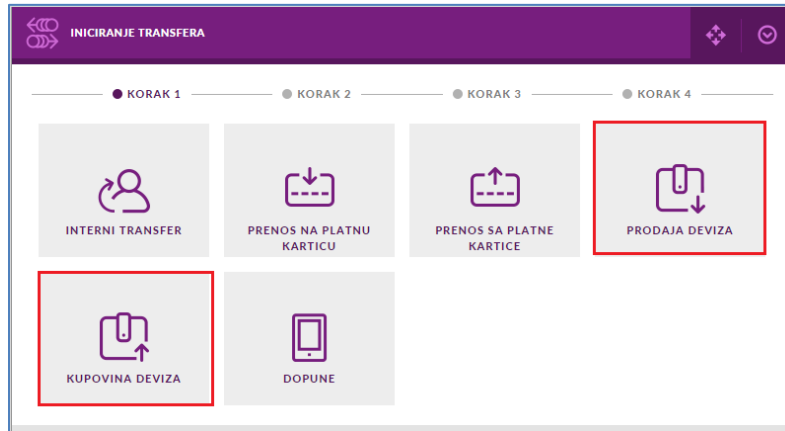 INICIRANJE TRANSFERA
KORAK 1
KORAK 2
KORAK 3
KORAK 4
INTERNI TRANSFER
PRENOS NA PLATNU
KARTICU
PRENOS SA PLATNE
KARTICE
PRODAJA DEVIZA
KUPOVINA DEVIZA
DOPUNE